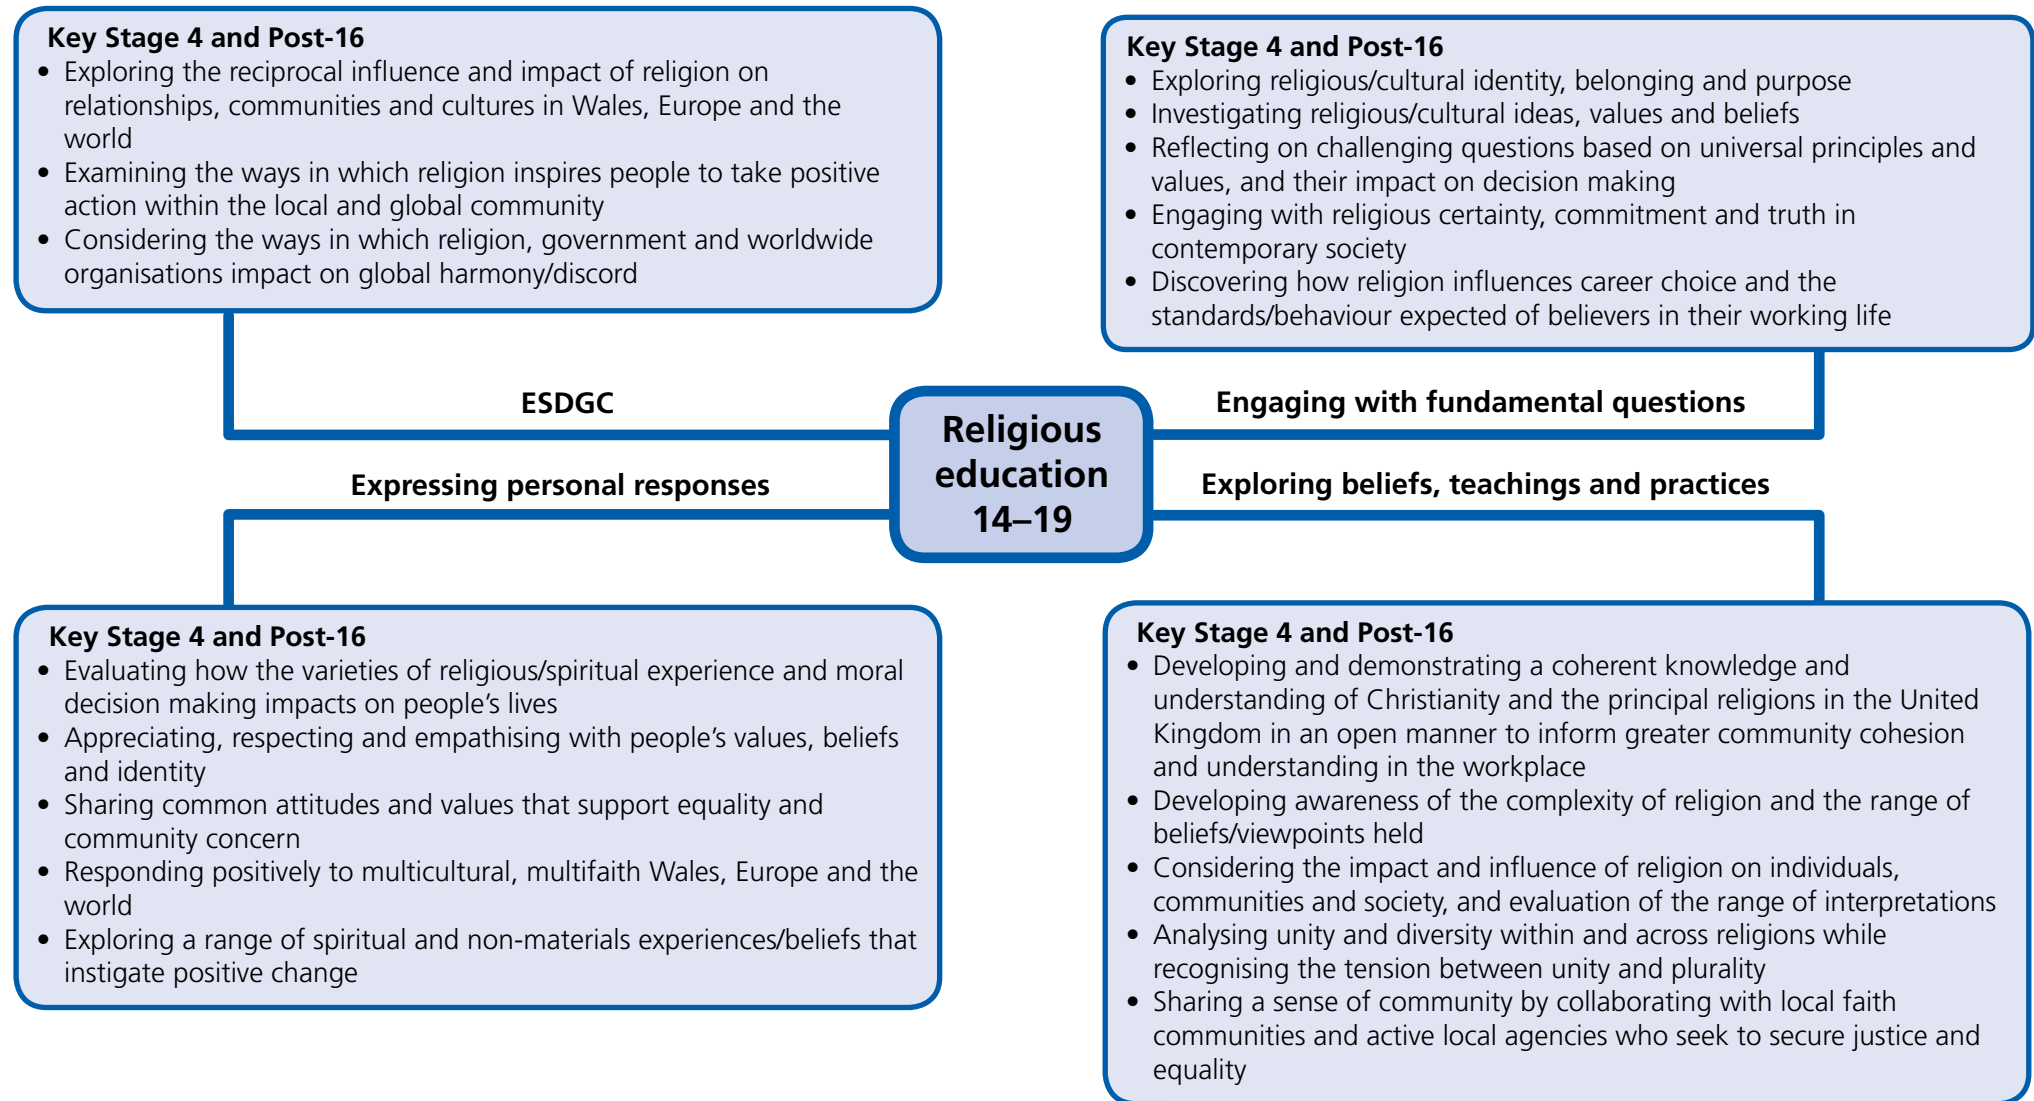 Key Stage 4 and Post-16
• Exploring the reciprocal influence and impact of religion on
relationships, communities and cultures in Wales, Europe and the
world
• Examining the ways in which religion inspires people to take positive
action within the local and global community
• Considering the ways in which religion, government and worldwide
organisations impact on global harmony/discord
Key Stage 4 and Post-16
• Exploring religious/cultural identity, belonging and purpose
• Investigating religious/cultural ideas, values and beliefs
• Reflecting on challenging questions based on universal principles and
values, and their impact on decision making
• Engaging with religious certainty, commitment and truth in
contemporary society
• Discovering how religion influences career choice and the
standards/behaviour expected of believers in their working life
ESDGC
Engaging with fundamental questions
Religious
education
14–19
Expressing personal responses
Exploring beliefs, teachings and practices
Key Stage 4 and Post-16
• Evaluating how the varieties of religious/spiritual experience and moral
decision making impacts on people’s lives
• Appreciating, respecting and empathising with people’s values, beliefs
and identity
• Sharing common attitudes and values that support equality and
community concern
• Responding positively to multicultural, multifaith Wales, Europe and the
world
• Exploring a range of spiritual and non-materials experiences/beliefs that
instigate positive change
Key Stage 4 and Post-16
• Developing and demonstrating a coherent knowledge and
understanding of Christianity and the principal religions in the United
Kingdom in an open manner to inform greater community cohesion
and understanding in the workplace
• Developing awareness of the complexity of religion and the range of
beliefs/viewpoints held
• Considering the impact and influence of religion on individuals,
communities and society, and evaluation of the range of interpretations
• Analysing unity and diversity within and across religions while
recognising the tension between unity and plurality
• Sharing a sense of community by collaborating with local faith
communities and active local agencies who seek to secure justice and
equality